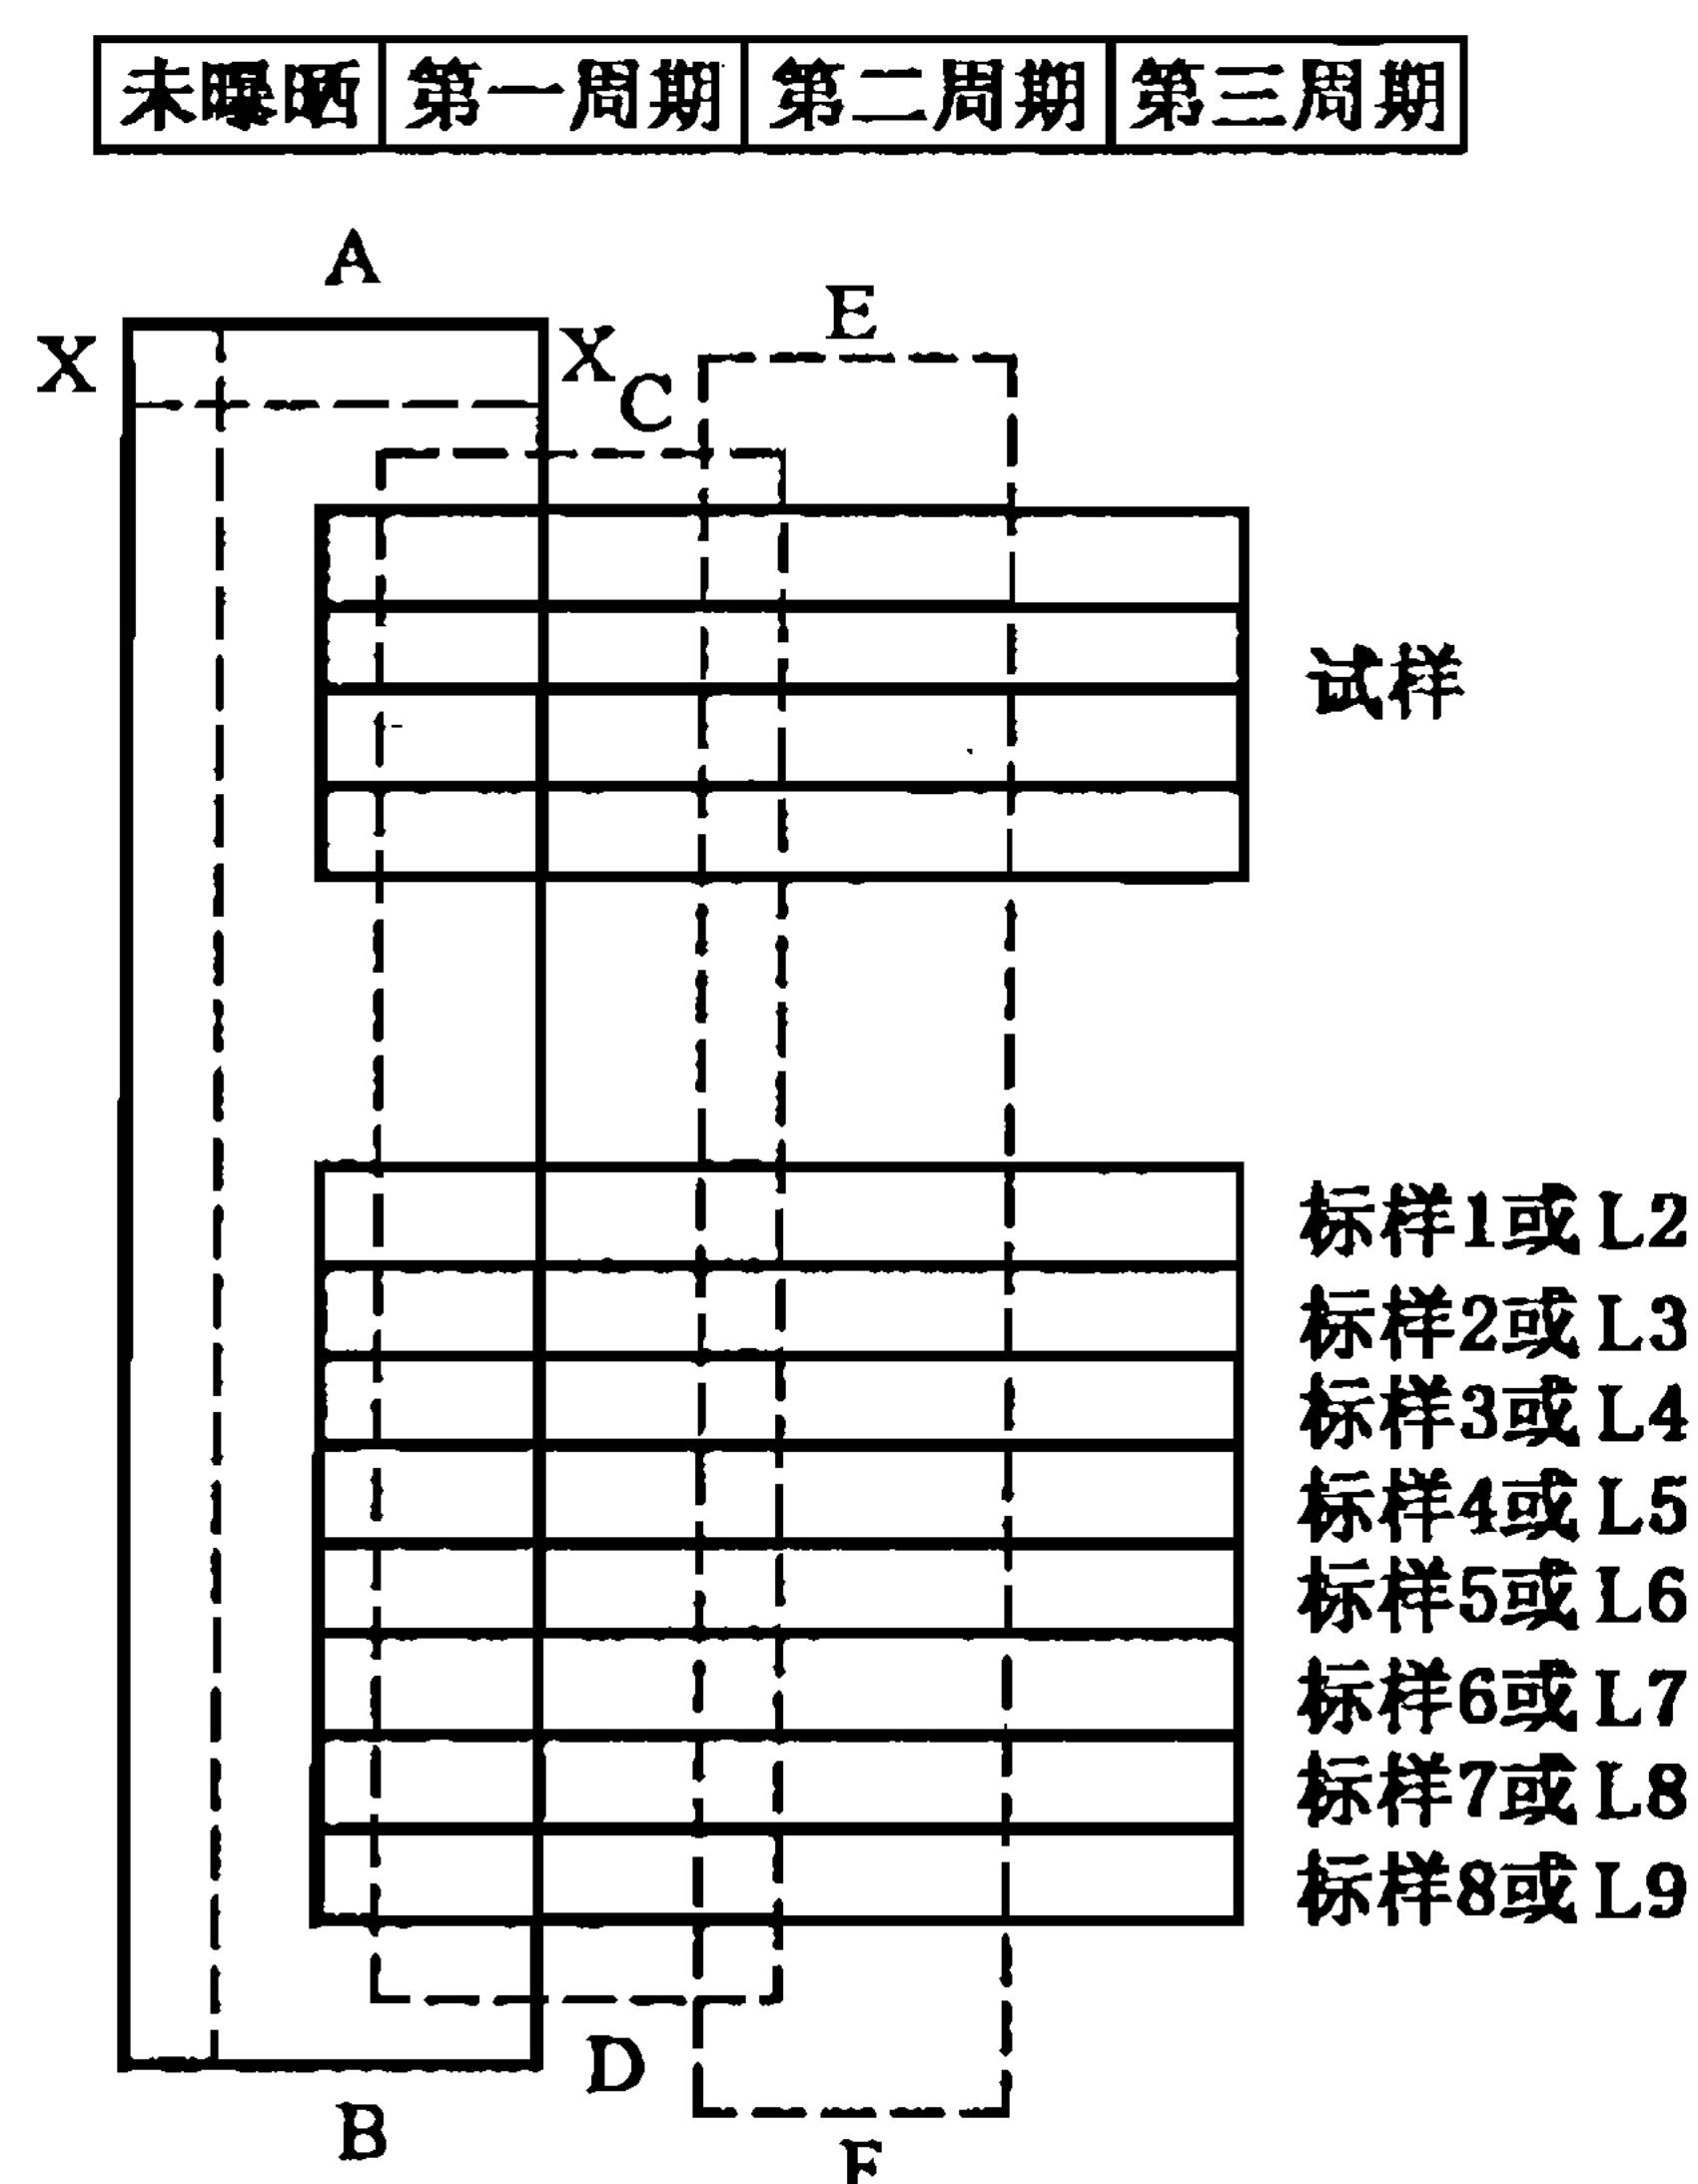 未曝晒 第一周期 第二周期 第三周期
A
E
X X
C
试样
标样1或L2
标样2或L3
标样3或L4
标样4或L5
标样5或L6
标样6或L7
标样7或L8
标样8或L9
D
B
F